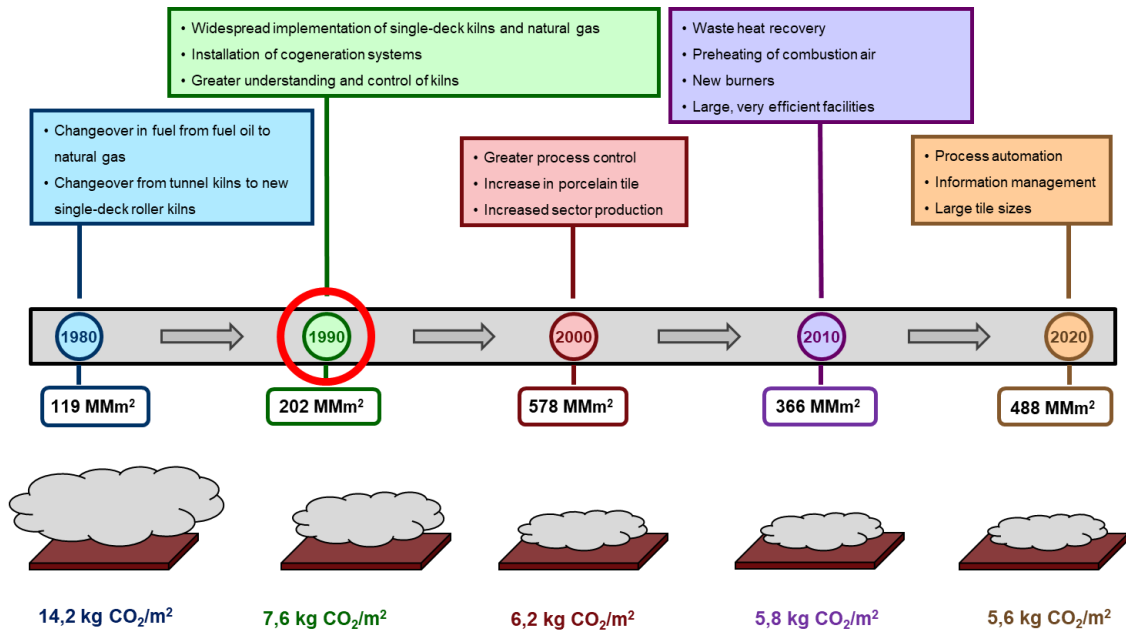 • Widespread implementation of single-deck kilns and natural gas
• Installation of cogeneration systems
• Greater understanding and control of kilns
• Waste heat recovery
• Preheating of combustion air
• New burners
• Large, very efficient facilities
• Changeover in fuel from fuel oil to
natural gas
• Changeover from tunnel kilns to new
single-deck roller kilns
• Greater process control
• Increase in porcelain tile
• Increased sector production
• Process automation
• Information management
• Large tile sizes
1980
1990
2000
2010
2020
119 MMm²
202 MMm²
578 MMm²
366 MMm²
488 MMm²
14,2 kg CO₂/m²
7,6 kg CO₂/m²
6,2 kg CO₂/m²
5,8 kg CO₂/m²
5,6 kg CO₂/m²